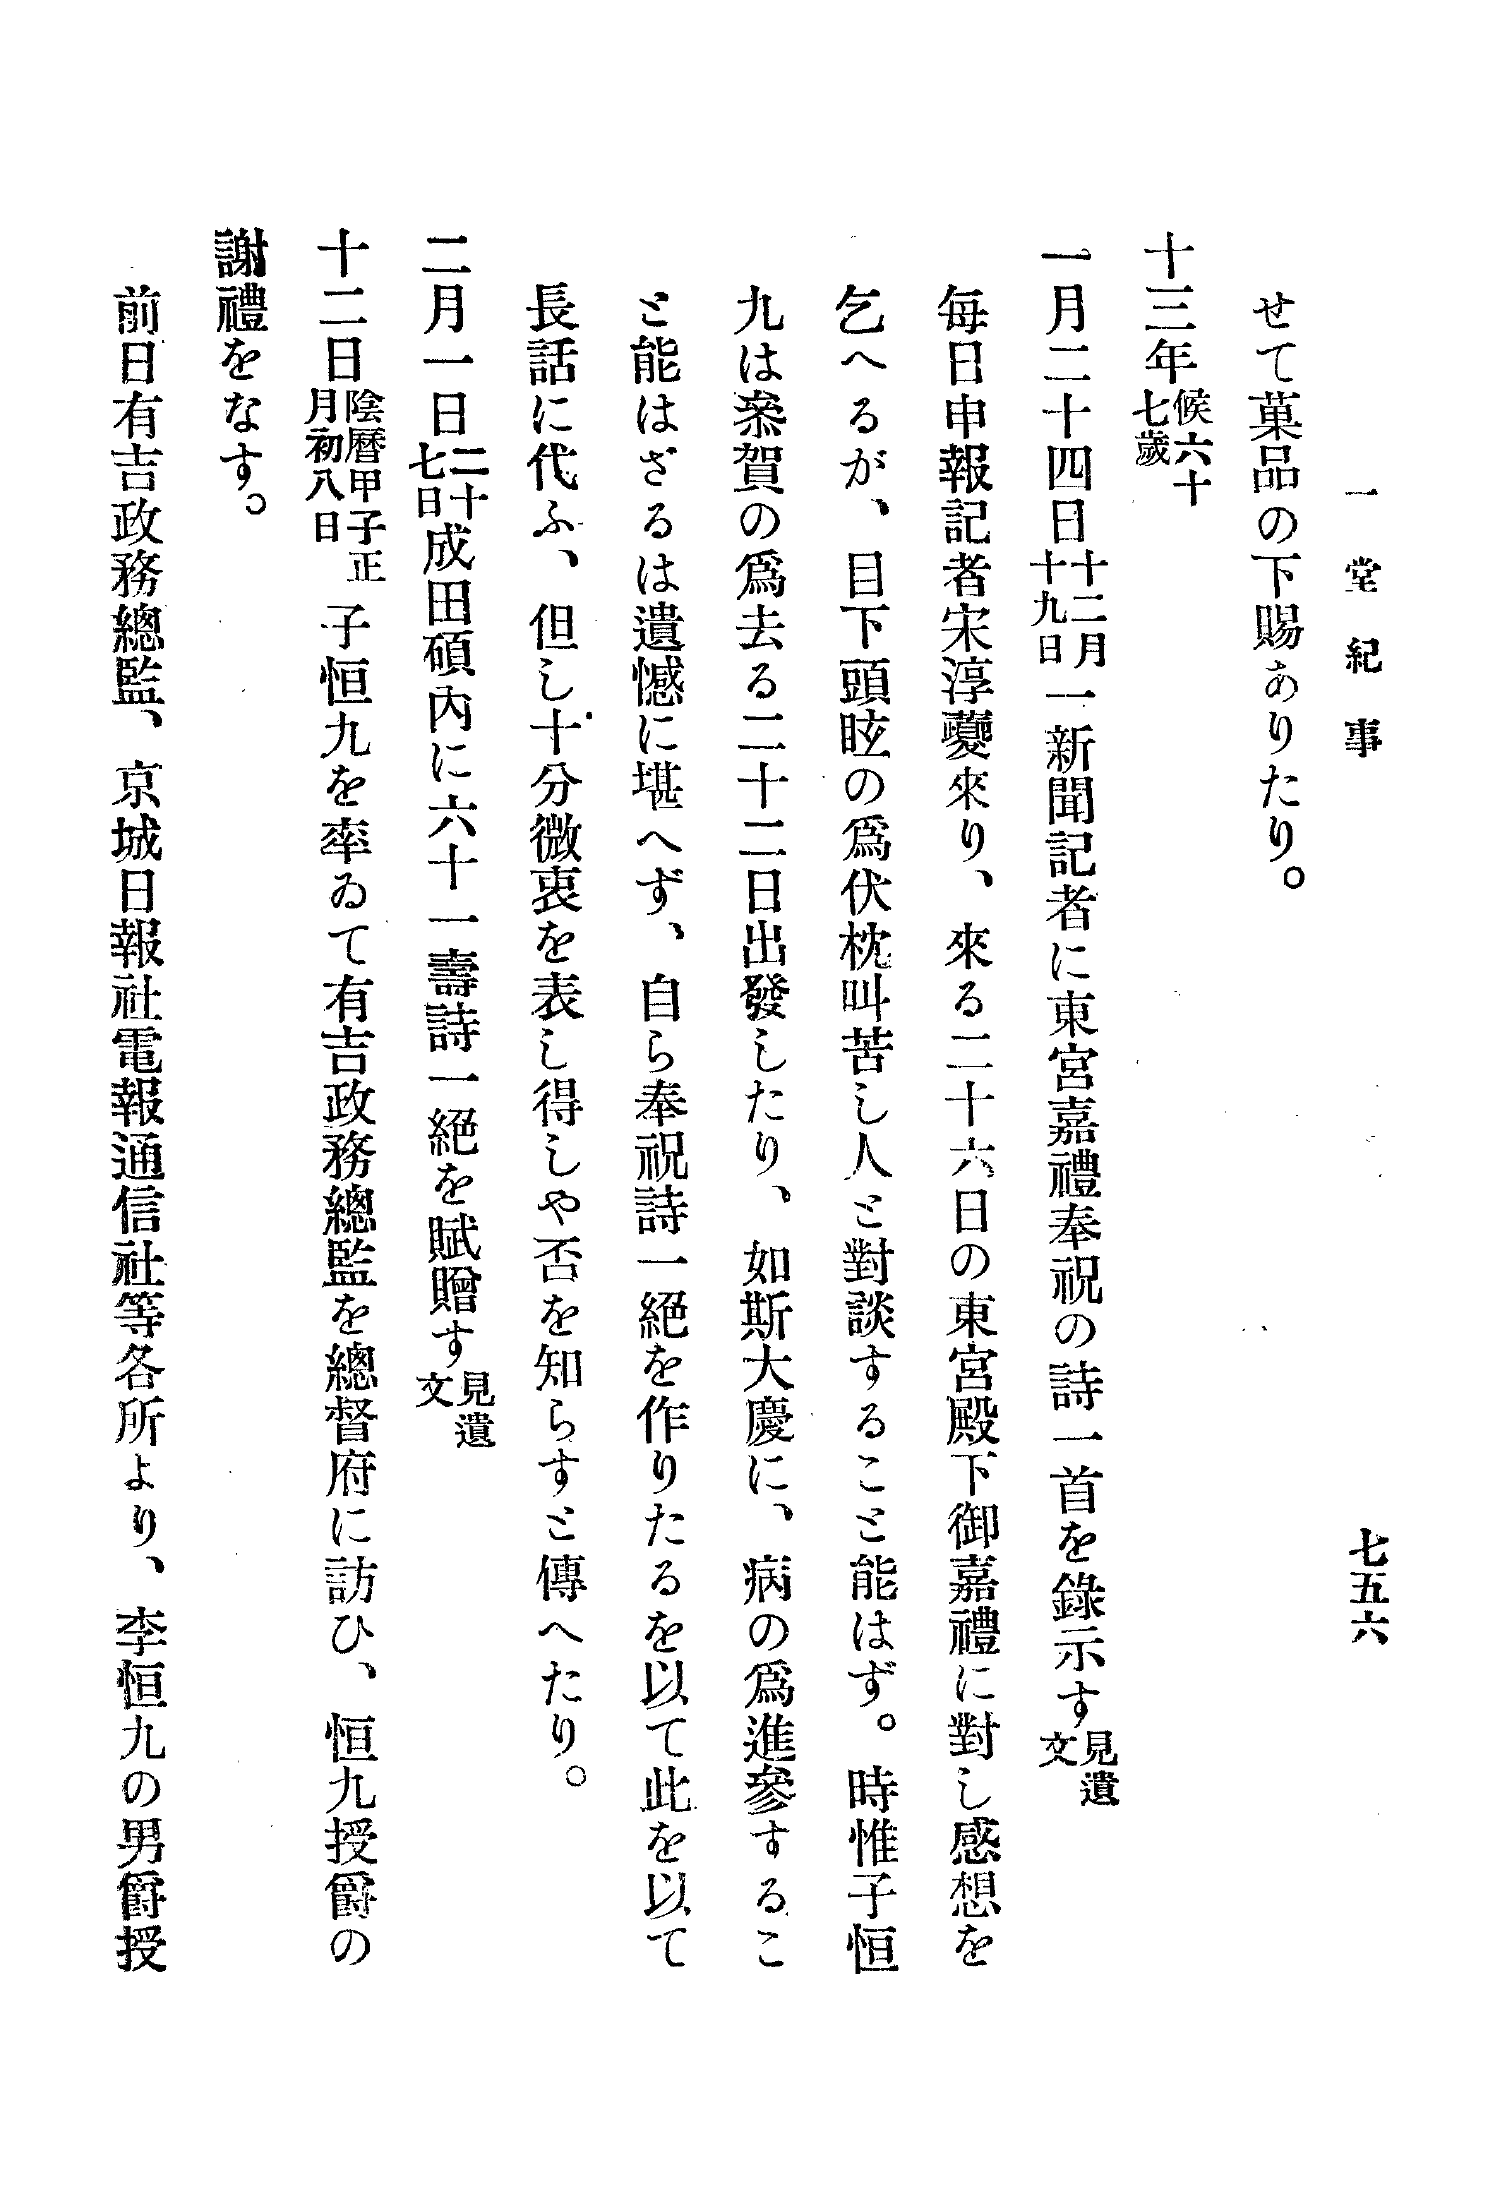 一堂紀事
七五六
せて菓品の下賜ありたり。
十三年候六十七歲
一月二十四日十二月十九日一新聞記者に東宮嘉禮奉祝の詩一首を錄示す見遺文
每日申報記者宋淳夔來り、來る二十六日の東宮殿下御嘉禮に對し感想を
乞へるが、目下頭眩の爲伏枕叫苦し人と對談すること能はず。時惟子恒
九は叅賀の爲去る二十二日出發したり、如斯大慶に、病の爲進參するこ
と能はざるは遺憾に堪へず、自ら奉祝詩一絕を作りたるを以て此を以て
長話に代ふ、但し十分微衷を表し得しや否を知らすと傳へたり。
二月一日二十七日成田碩內に六十一壽詩一絕を賦贈す見遺文
十二日陰曆甲子正月初八日子恒九を率ゐて有吉政務總監を總督府に訪ひ、恒九授爵の
謝禮をなす。
前日有吉政務總監、京城日報社電報通信社等各所より、李恒九の男爵授